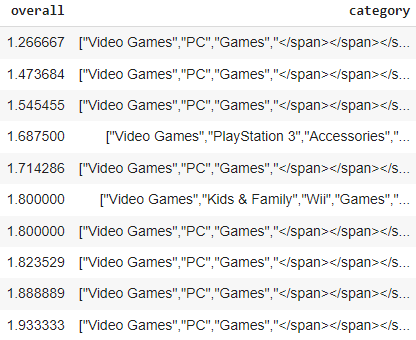 overall category
1.266667 ["Video Games","PC","Games","</span></span></s...
1.473684 ["Video Games","PC","Games","</span></span></s...
1.545455 ["Video Games","PC","Games","</span></span></s...
1.687500 ["Video Games","PlayStation 3","Accessories","...
1.714286 ["Video Games","PC","Games","</span></span></s...
1.800000 ["Video Games","Kids & Family","Wii","Games","...
1.800000 ["Video Games","PC","Games","</span></span></s...
1.823529 ["Video Games","PC","Games","</span></span></s...
1.888889 ["Video Games","PC","Games","</span></span></s...
1.933333 ["Video Games","PC","Games","</span></span></s...